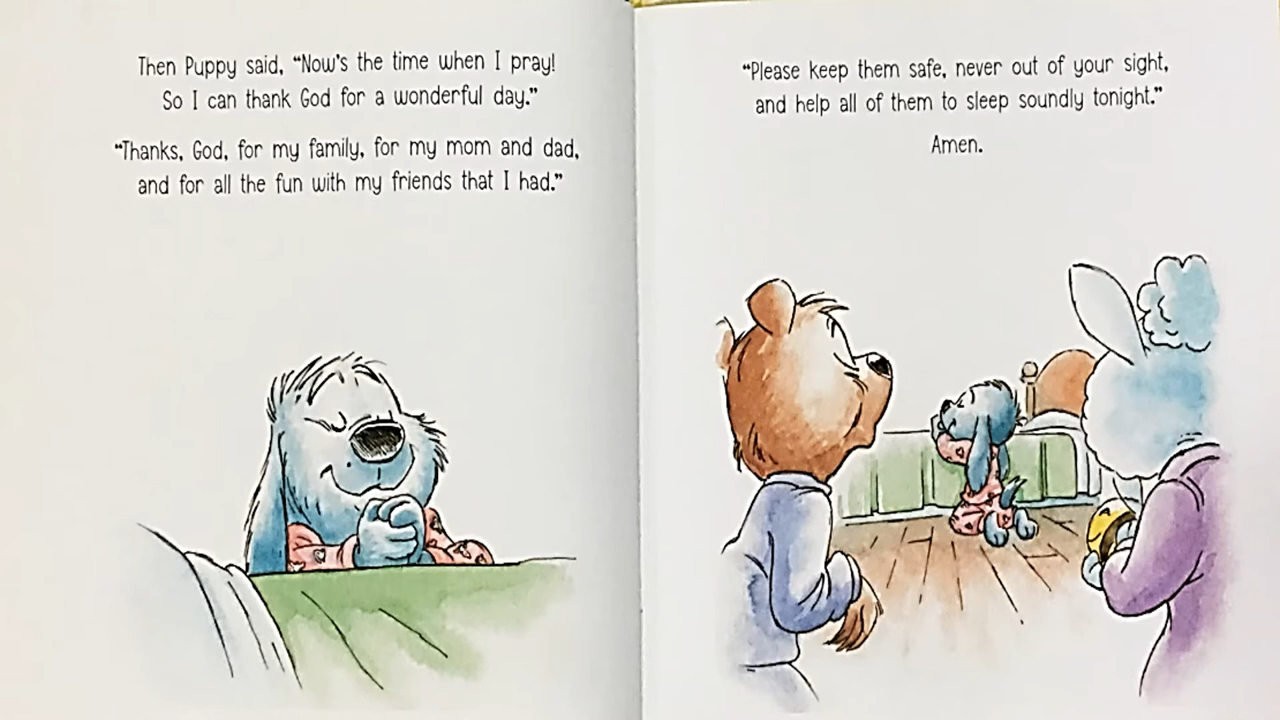 Then Puppy said, “Now’s the time when I pray!
So I can thank God for a wonderful day.”
“Thanks, God, for my family, for my mom and dad,
and for all the fun with my friends that I had.”
“Please keep them safe, never out of your sight,
and help all of them to sleep soundly tonight.”
Amen.